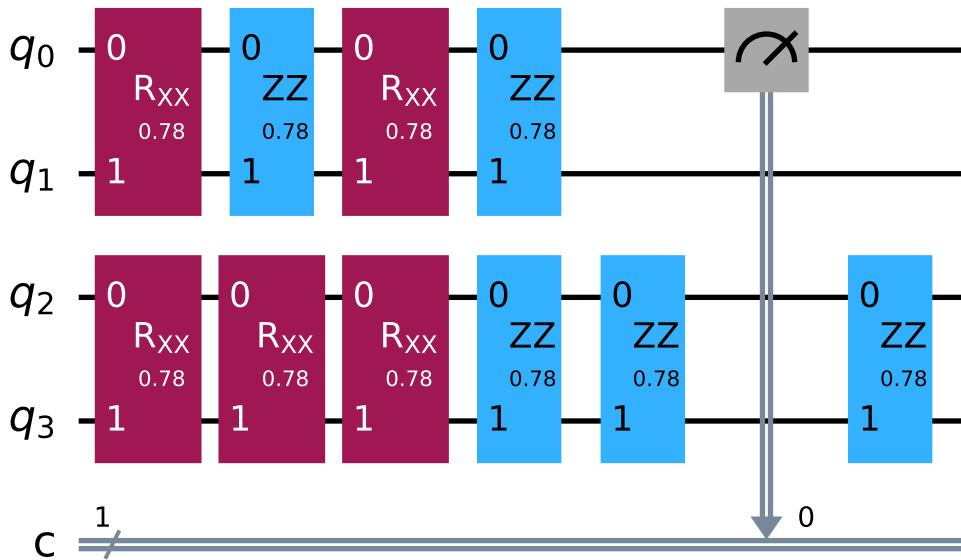 q0 0 0 0 0
RXX ZZ RXX ZZ
0.78 0.78 0.78 0.78
q1 1 1 1 1
q2 0 0 0 0 0 0
RXX RXX RXX ZZ ZZ ZZ
0.78 0.78 0.78 0.78 0.78 0.78
q3 1 1 1 1 1 1
1 0
c